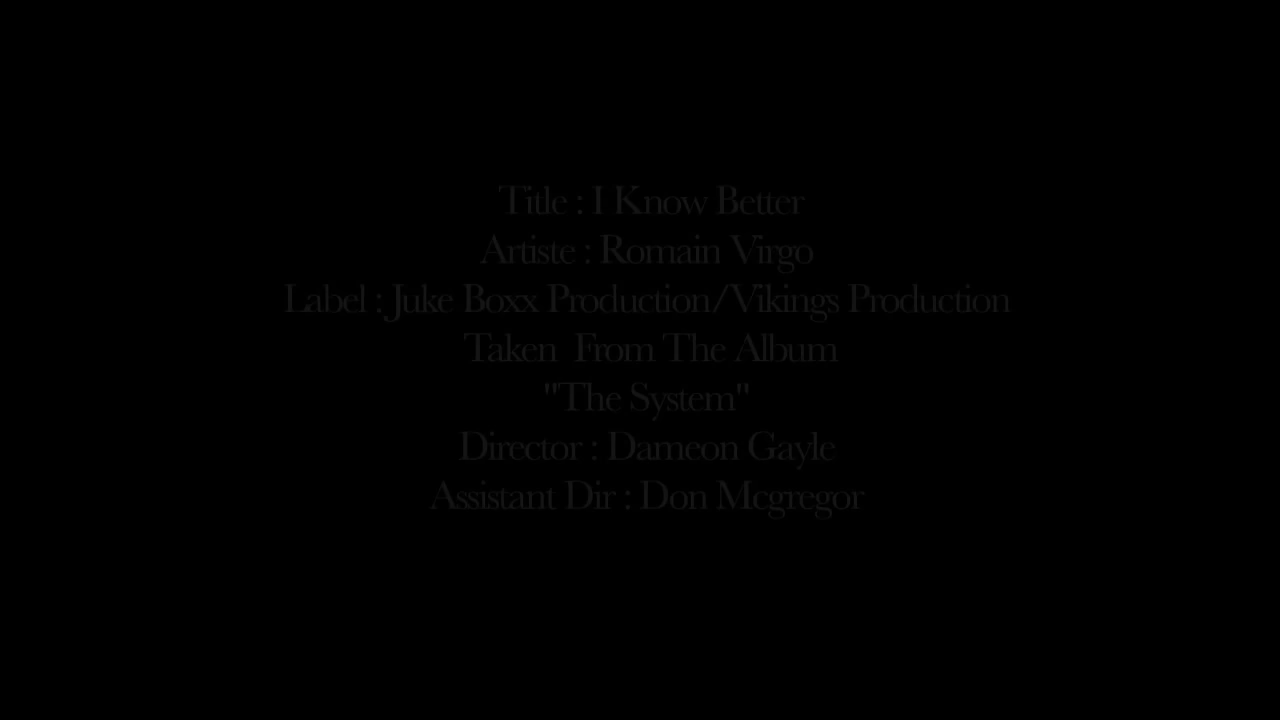 Title : I Know Better
Artiste : Romain Virgo
Label : Juke Boxx Production/Vikings Production
Taken  From The Album
"The System"
Director : Dameon Gayle
Assistant Dir : Don Mcgregor